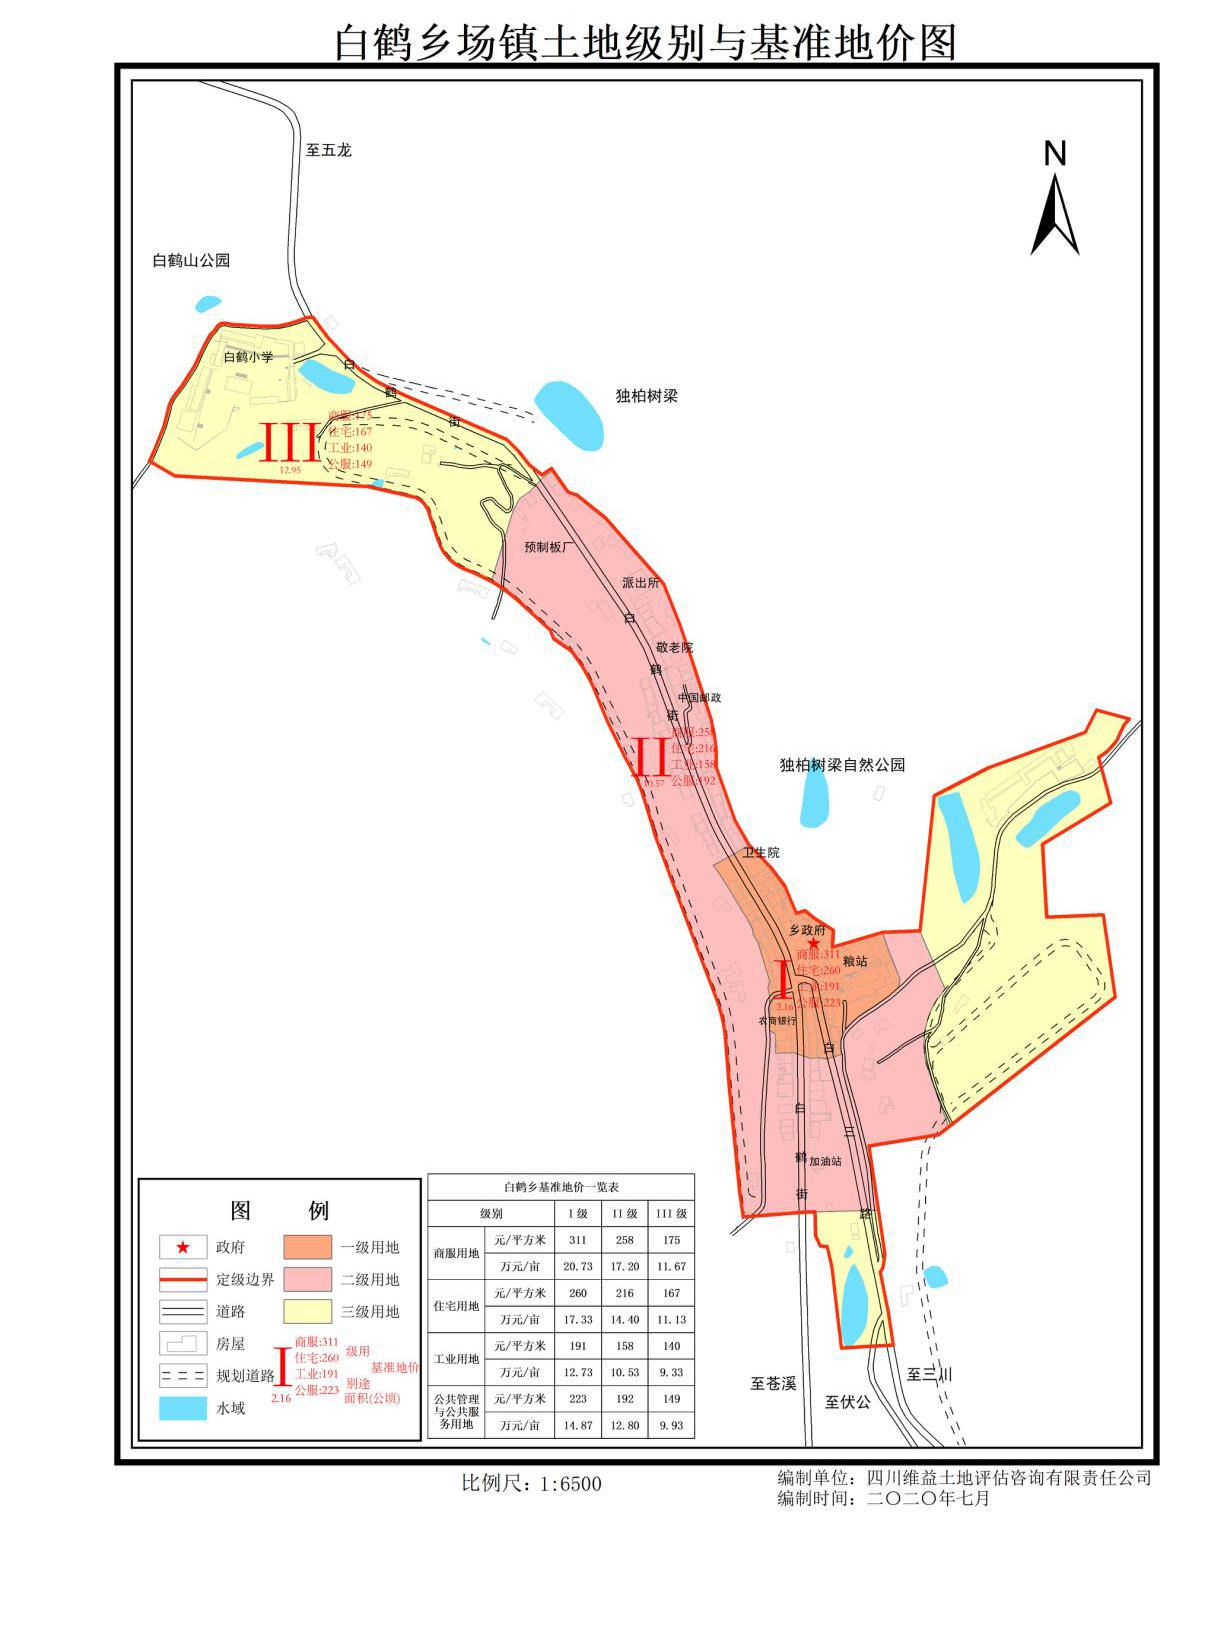 白鹤乡场镇土地级别与基准地价图
至五龙
N
白鹤山公园
白鹤小学
白
鹤
街
独柏树梁
III
12.95
商服:175
住宅:167
工业:140
公服:149
预制板厂
派出所
白
敬老院
鹤
中国邮政
街
II
10.57
商服:258
住宅:216
工业:158
公服:192
独柏树梁自然公园
卫生院
乡政府
粮站
I
2.16
商服:311
住宅:260
工业:191
公服:223
农商银行
白
三
路
白
鹤
街
加油站
至苍溪
至伏公
至三川
图 例
政府
一级用地
定级边界
二级用地
道路
三级用地
房屋
规划道路
水域
I
2.16
商服:311
住宅:260
工业:191
公服:223
级用
基准地价
别途
面积(公顷)
白鹤乡基准地价一览表
级别 I 级 II 级 III 级
商服用地 元/平方米 311 258 175
万元/亩 20.73 17.20 11.67
住宅用地 元/平方米 260 216 167
万元/亩 17.33 14.40 11.13
工业用地 元/平方米 191 158 140
万元/亩 12.73 10.53 9.33
公共管理
与公共服
务用地
元/平方米 223 192 149
万元/亩 14.87 12.80 9.93
比例尺: 1:6500
编制单位：四川维益土地评估咨询有限责任公司
编制时间：二〇二〇年七月